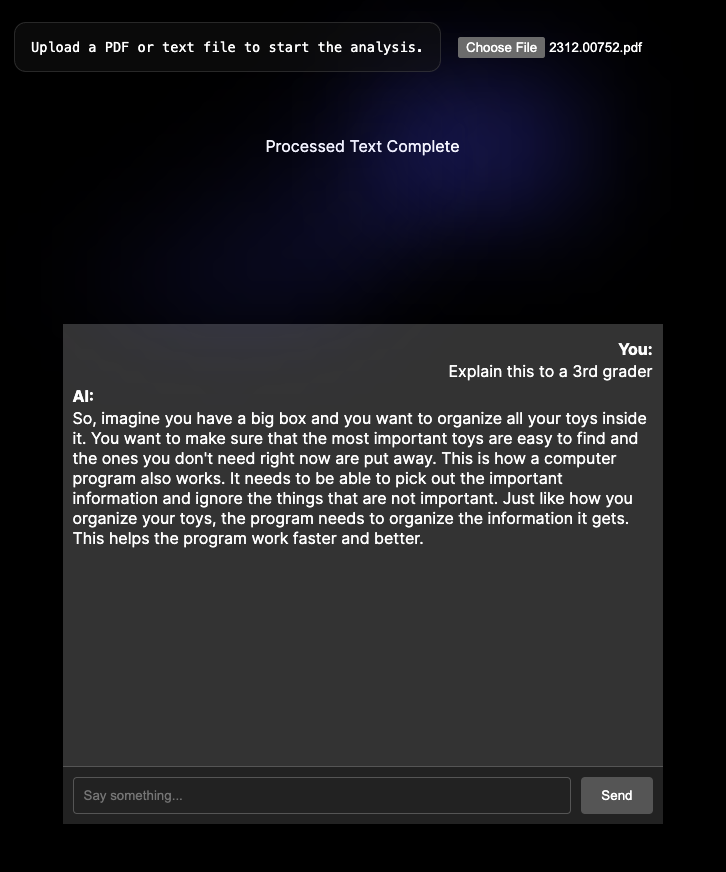 Upload a PDF or text file to start the analysis.
Choose File 2312.00752.pdf
Processed Text Complete
You:
Explain this to a 3rd grader
AI:
So, imagine you have a big box and you want to organize all your toys inside
it. You want to make sure that the most important toys are easy to find and
the ones you don't need right now are put away. This is how a computer
program also works. It needs to be able to pick out the important
information and ignore the things that are not important. Just like how you
organize your toys, the program needs to organize the information it gets.
This helps the program work faster and better.
Say something...
Send